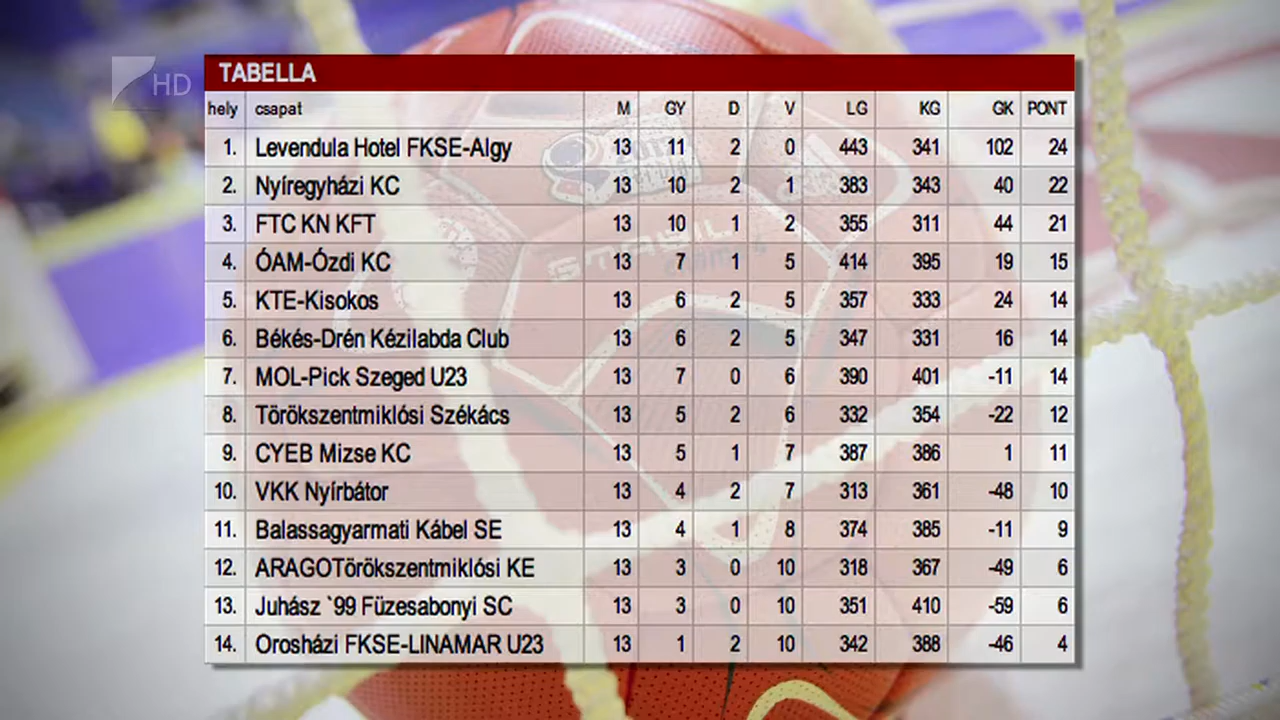 HD
TABELLA
hely csapat M GY D V LG KG GK PONT
1. Levendula Hotel FKSE-Algy 13 11 2 0 443 341 102 24
2. Nyíregyházi KC 13 10 2 1 383 343 40 22
3. FTC KN KFT 13 10 1 2 355 311 44 21
4. ÓAM-Ózdi KC 13 7 1 5 414 395 19 15
5. KTE-Kisokos 13 6 2 5 357 333 24 14
6. Békés-Drén Kézilabda Club 13 6 2 5 347 331 16 14
7. MOL-Pick Szeged U23 13 7 0 6 390 401 -11 14
8. Törökszentmiklósi Székács 13 5 2 6 332 354 -22 12
9. CYEB Mizse KC 13 5 1 7 387 386 1 11
10. VKK Nyírbátor 13 4 2 7 313 361 -48 10
11. Balassagyarmati Kábel SE 13 4 1 8 374 385 -11 9
12. ARAGOTörökszentmiklósi KE 13 3 0 10 318 367 -49 6
13. Juhász `99 Füzesabonyi SC 13 3 0 10 351 410 -59 6
14. Orosházi FKSE-LINAMAR U23 13 1 2 10 342 388 -46 4